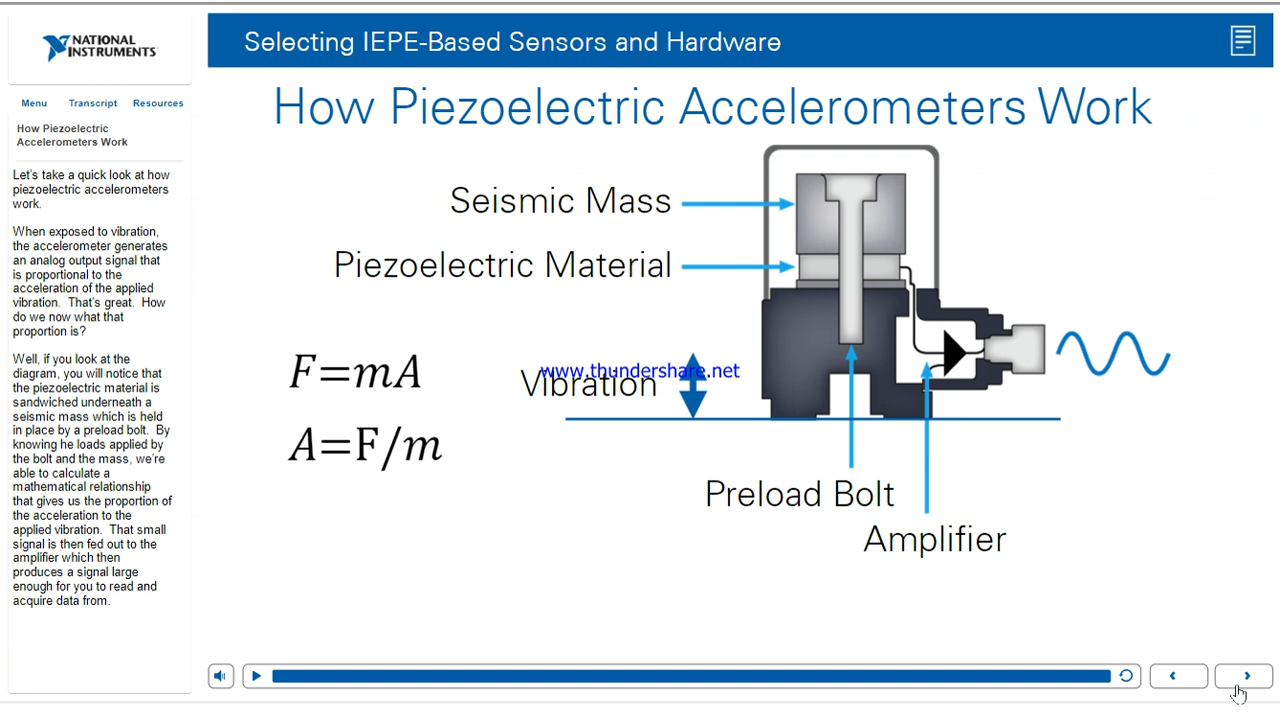 NATIONAL
INSTRUMENTS
Selecting IEPE-Based Sensors and Hardware
Menu Transcript Resources
How Piezoelectric
Accelerometers Work
Let's take a quick look at how
piezoelectric accelerometers
work.
When exposed to vibration,
the accelerometer generates
an analog output signal that
is proportional to the
acceleration of the applied
vibration. That's great. How
do we now what that
proportion is?
Well, if you look at the
diagram, you will notice that
the piezoelectric material is
sandwiched underneath a
seismic mass which is held
in place by a preload bolt. By
knowing he loads applied by
the bolt and the mass, we're
able to calculate a
mathematical relationship
that gives us the proportion of
the acceleration to the
applied vibration. That small
signal is then fed out to the
amplifier which then
produces a signal large
enough for you to read and
acquire data from.
How Piezoelectric Accelerometers Work
Seismic Mass
Piezoelectric Material
F=mA
www.thundershare.net
Vibration
A=F/m
Preload Bolt
Amplifier